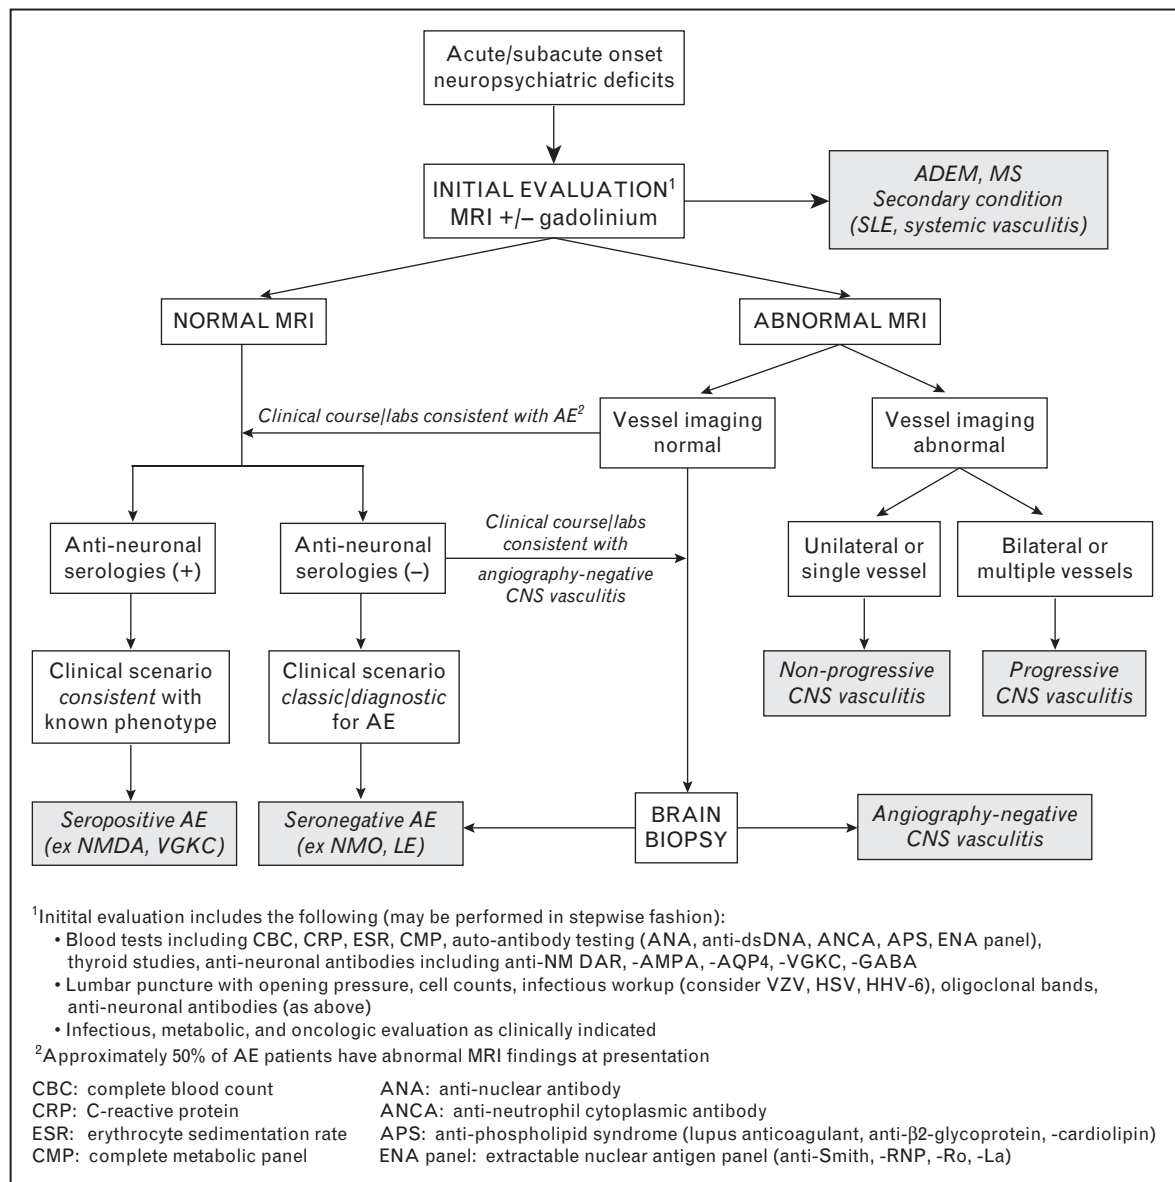 Acute/subacute onset
neuropsychiatric deficits
INITIAL EVALUATION1
MRI +/– gadolinium
ADEM, MS
Secondary condition
(SLE, systemic vasculitis)
NORMAL MRI
ABNORMAL MRI
Clinical course/labs consistent with AE2
Vessel imaging
normal
Vessel imaging
abnormal
Anti-neuronal
serologies (+)
Anti-neuronal
serologies (–)
Clinical course/labs
consistent with
angiography-negative
CNS vasculitis
Unilateral or
single vessel
Bilateral or
multiple vessels
Clinical scenario
consistent with
known phenotype
Clinical scenario
classic/diagnostic
for AE
Non-progressive
CNS vasculitis
Progressive
CNS vasculitis
Seropositive AE
(ex NMDA, VGKC)
Seronegative AE
(ex NMO, LE)
BRAIN
BIOPSY
Angiography-negative
CNS vasculitis
1Initital evaluation includes the following (may be performed in stepwise fashion):
• Blood tests including CBC, CRP, ESR, CMP, auto-antibody testing (ANA, anti-dsDNA, ANCA, APS, ENA panel),
thyroid studies, anti-neuronal antibodies including anti-NM DAR, -AMPA, -AQP4, -VGKC, -GABA
• Lumbar puncture with opening pressure, cell counts, infectious workup (consider VZV, HSV, HHV-6), oligoclonal bands,
anti-neuronal antibodies (as above)
• Infectious, metabolic, and oncologic evaluation as clinically indicated
2Approximately 50% of AE patients have abnormal MRI findings at presentation
CBC: complete blood count
CRP: C-reactive protein
ESR: erythrocyte sedimentation rate
CMP: complete metabolic panel
ANA: anti-nuclear antibody
ANCA: anti-neutrophil cytoplasmic antibody
APS: anti-phospholipid syndrome (lupus anticoagulant, anti-β2-glycoprotein, -cardiolipin)
ENA panel: extractable nuclear antigen panel (anti-Smith, -RNP, -Ro, -La)